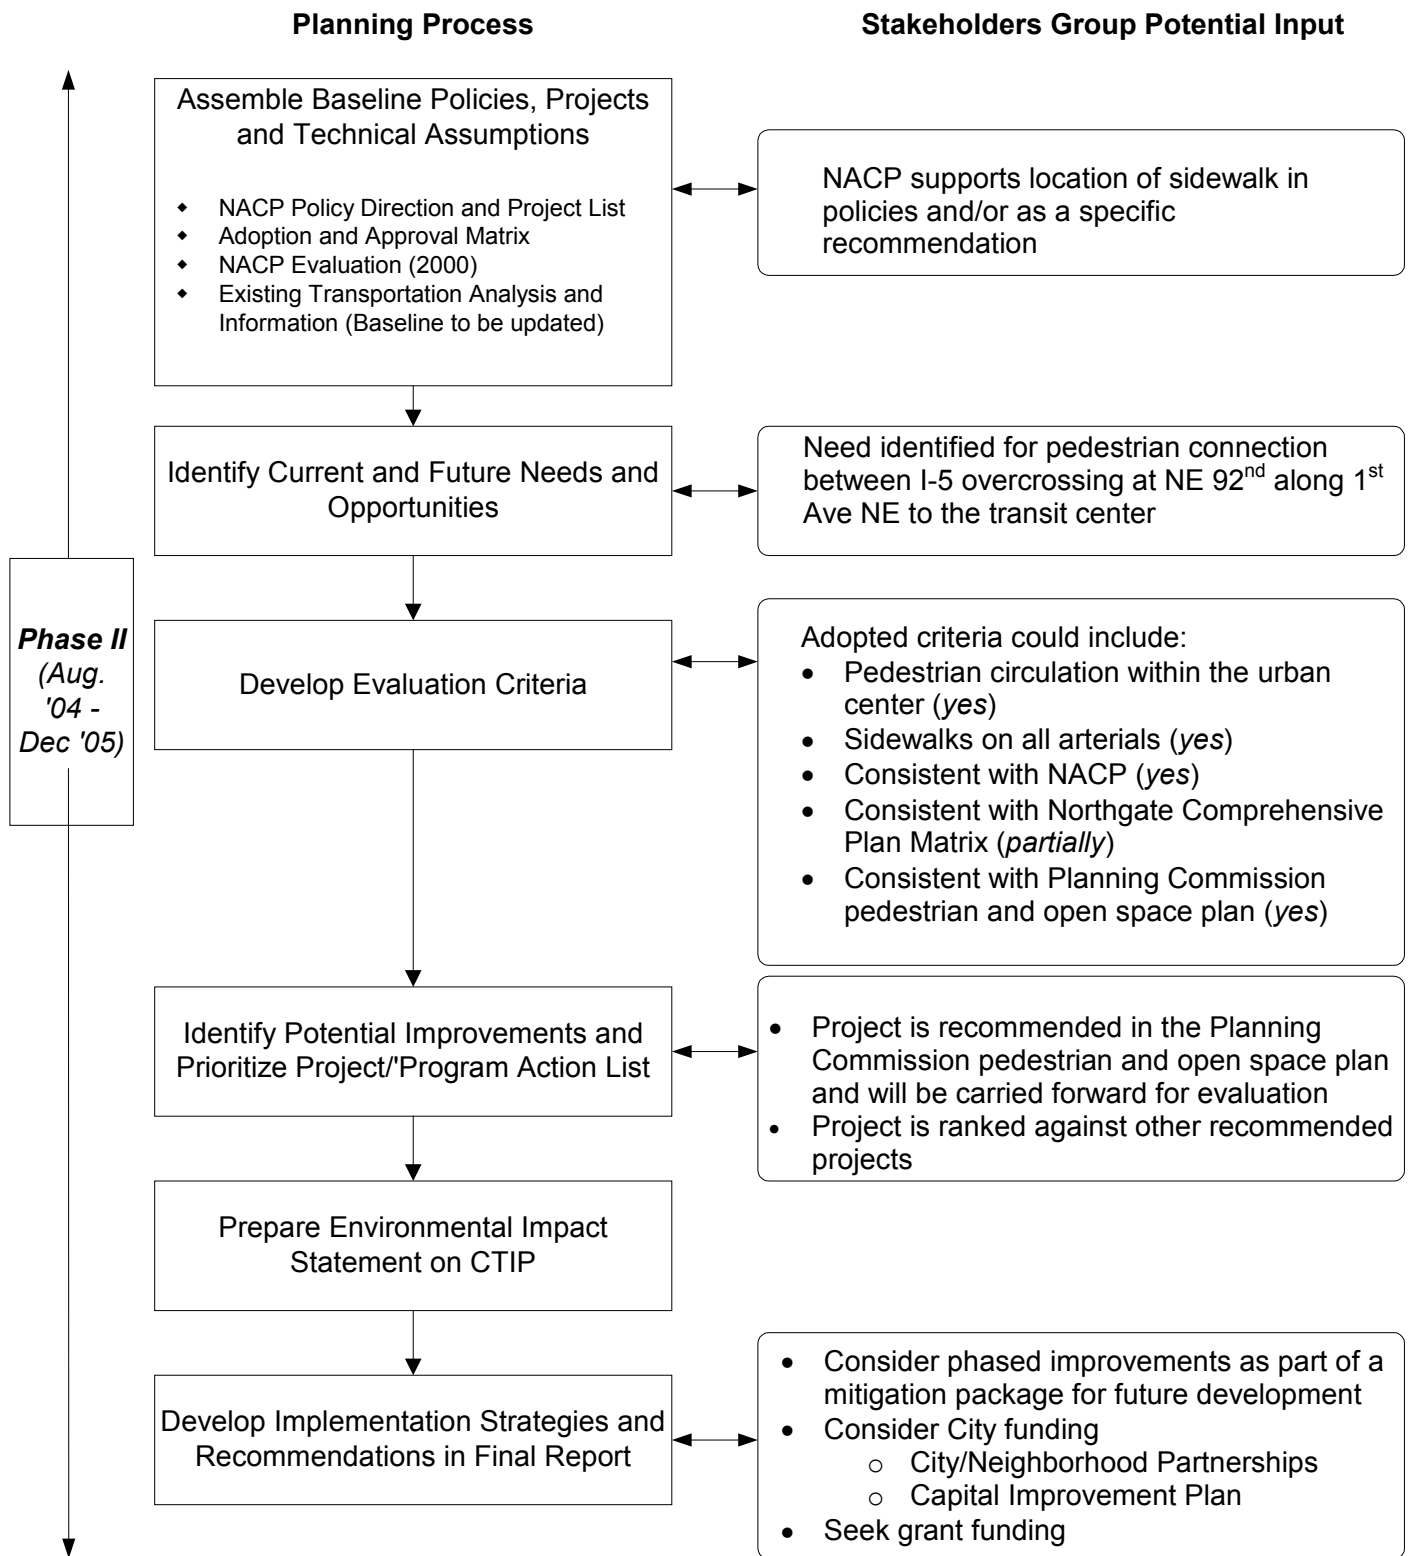 Planning Process
Stakeholders Group Potential Input
Assemble Baseline Policies, Projects
and Technical Assumptions
◆ NACP Policy Direction and Project List
◆ Adoption and Approval Matrix
◆ NACP Evaluation (2000)
◆ Existing Transportation Analysis and
Information (Baseline to be updated)
NACP supports location of sidewalk in
policies and/or as a specific
recommendation
Identify Current and Future Needs and
Opportunities
Need identified for pedestrian connection
between I-5 overcrossing at NE 92nd along 1st
Ave NE to the transit center
Phase II
(Aug.
'04 -
Dec '05)
Develop Evaluation Criteria
Adopted criteria could include:
• Pedestrian circulation within the urban
center (yes)
• Sidewalks on all arterials (yes)
• Consistent with NACP (yes)
• Consistent with Northgate Comprehensive
Plan Matrix (partially)
• Consistent with Planning Commission
pedestrian and open space plan (yes)
Identify Potential Improvements and
Prioritize Project/'Program Action List
• Project is recommended in the Planning
Commission pedestrian and open space plan
and will be carried forward for evaluation
• Project is ranked against other recommended
projects
Prepare Environmental Impact
Statement on CTIP
Develop Implementation Strategies and
Recommendations in Final Report
• Consider phased improvements as part of a
mitigation package for future development
• Consider City funding
o City/Neighborhood Partnerships
o Capital Improvement Plan
• Seek grant funding